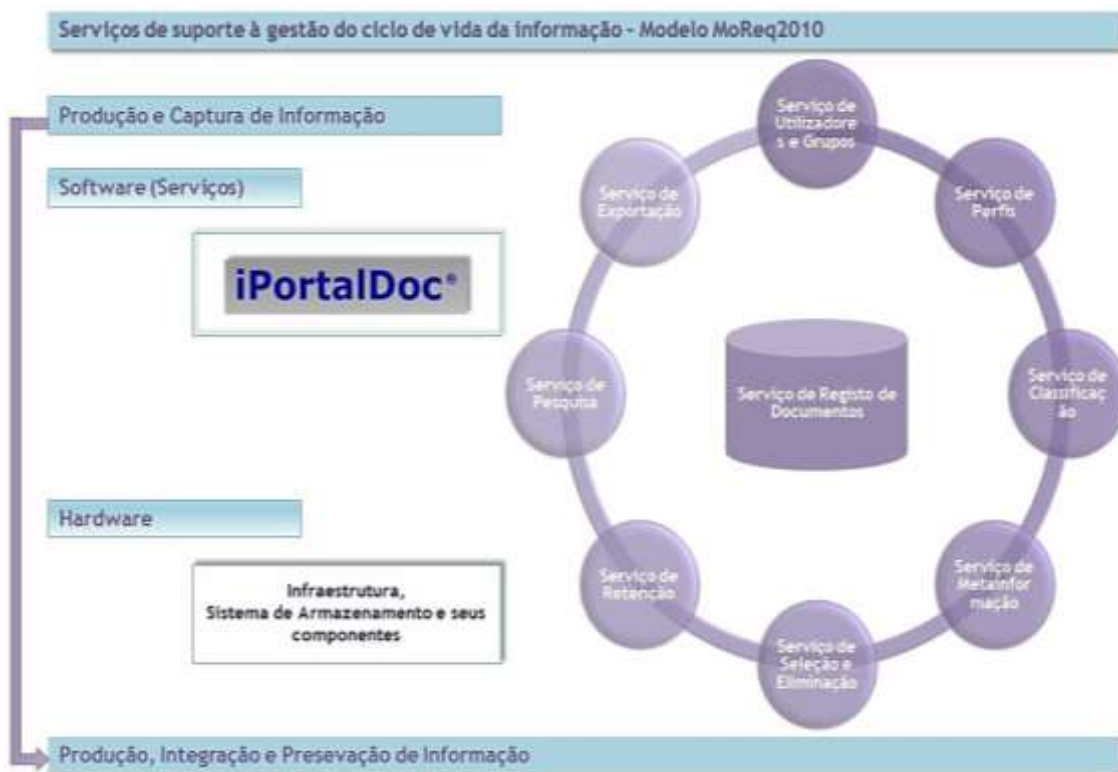 Serviços de suporte à gestão do ciclo de vida da informação - Modelo MoReq2010
Produção e Captura de Informação
Software (Serviços)
iPortalDoc®
Hardware
Infraestrutura,
Sistema de Armazenamento e seus
componentes
Serviço de
Utilizadore
s e Grupos
Serviço de
Perfis
Serviço de
Classificaç
ão
Serviço de
Metainfor
mação
Serviço de
Seleção e
Eliminação
Serviço de
Retenção
Serviço de
Pesquisa
Serviço de
Exportação
Serviço de Registo de
Documentos
Produção, Integração e Presevação de Informação